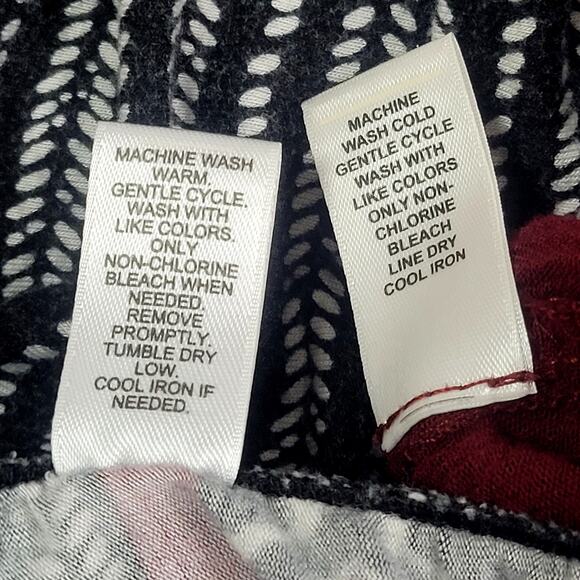 MACHINE WASH
WARM,
GENTLE CYCLE.
WASH WITH
LIKE COLORS.
ONLY
NON-CHLORINE
BLEACH WHEN
NEEDED.
REMOVE
PROMPTLY.
TUMBLE DRY
LOW.
COOL IRON IF
NEEDED.
MACHINE
WASH COLD
GENTLE CYCLE
WASH WITH
LIKE COLORS
ONLY NON-
CHLORINE
BLEACH
LINE DRY
COOL IRON